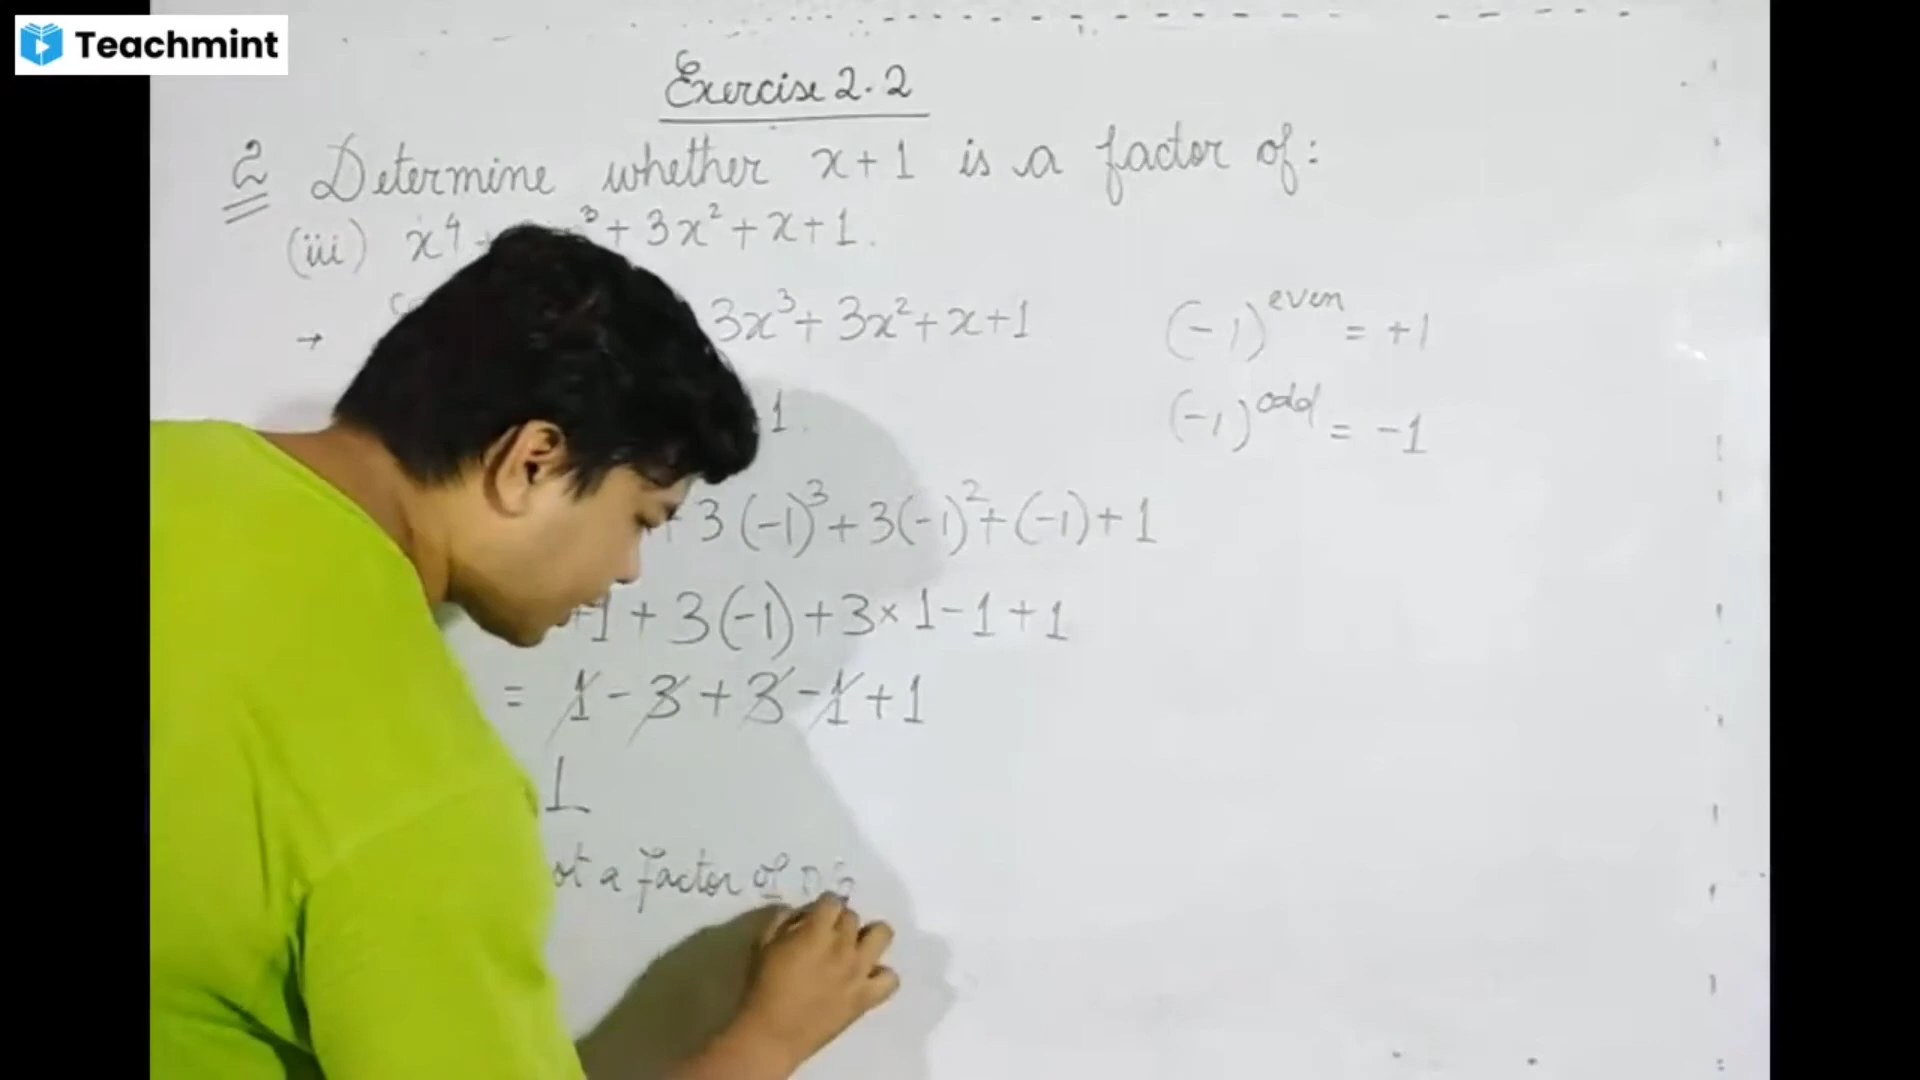 Teachmint
Exercise 2.2
2 Determine whether x+1 is a factor of:
(iii) x⁴ + 3 + 3x² + x + 1.
→ 3x³ + 3x² + x + 1
(-1)^even = +1
1.
(-1)^odd = -1
+ 3(-1)³ + 3(-1)² + (-1) + 1
+1 + 3(-1) + 3×1 - 1 + 1
= 1 - 3 + 3 - 1 + 1
1
a factor of